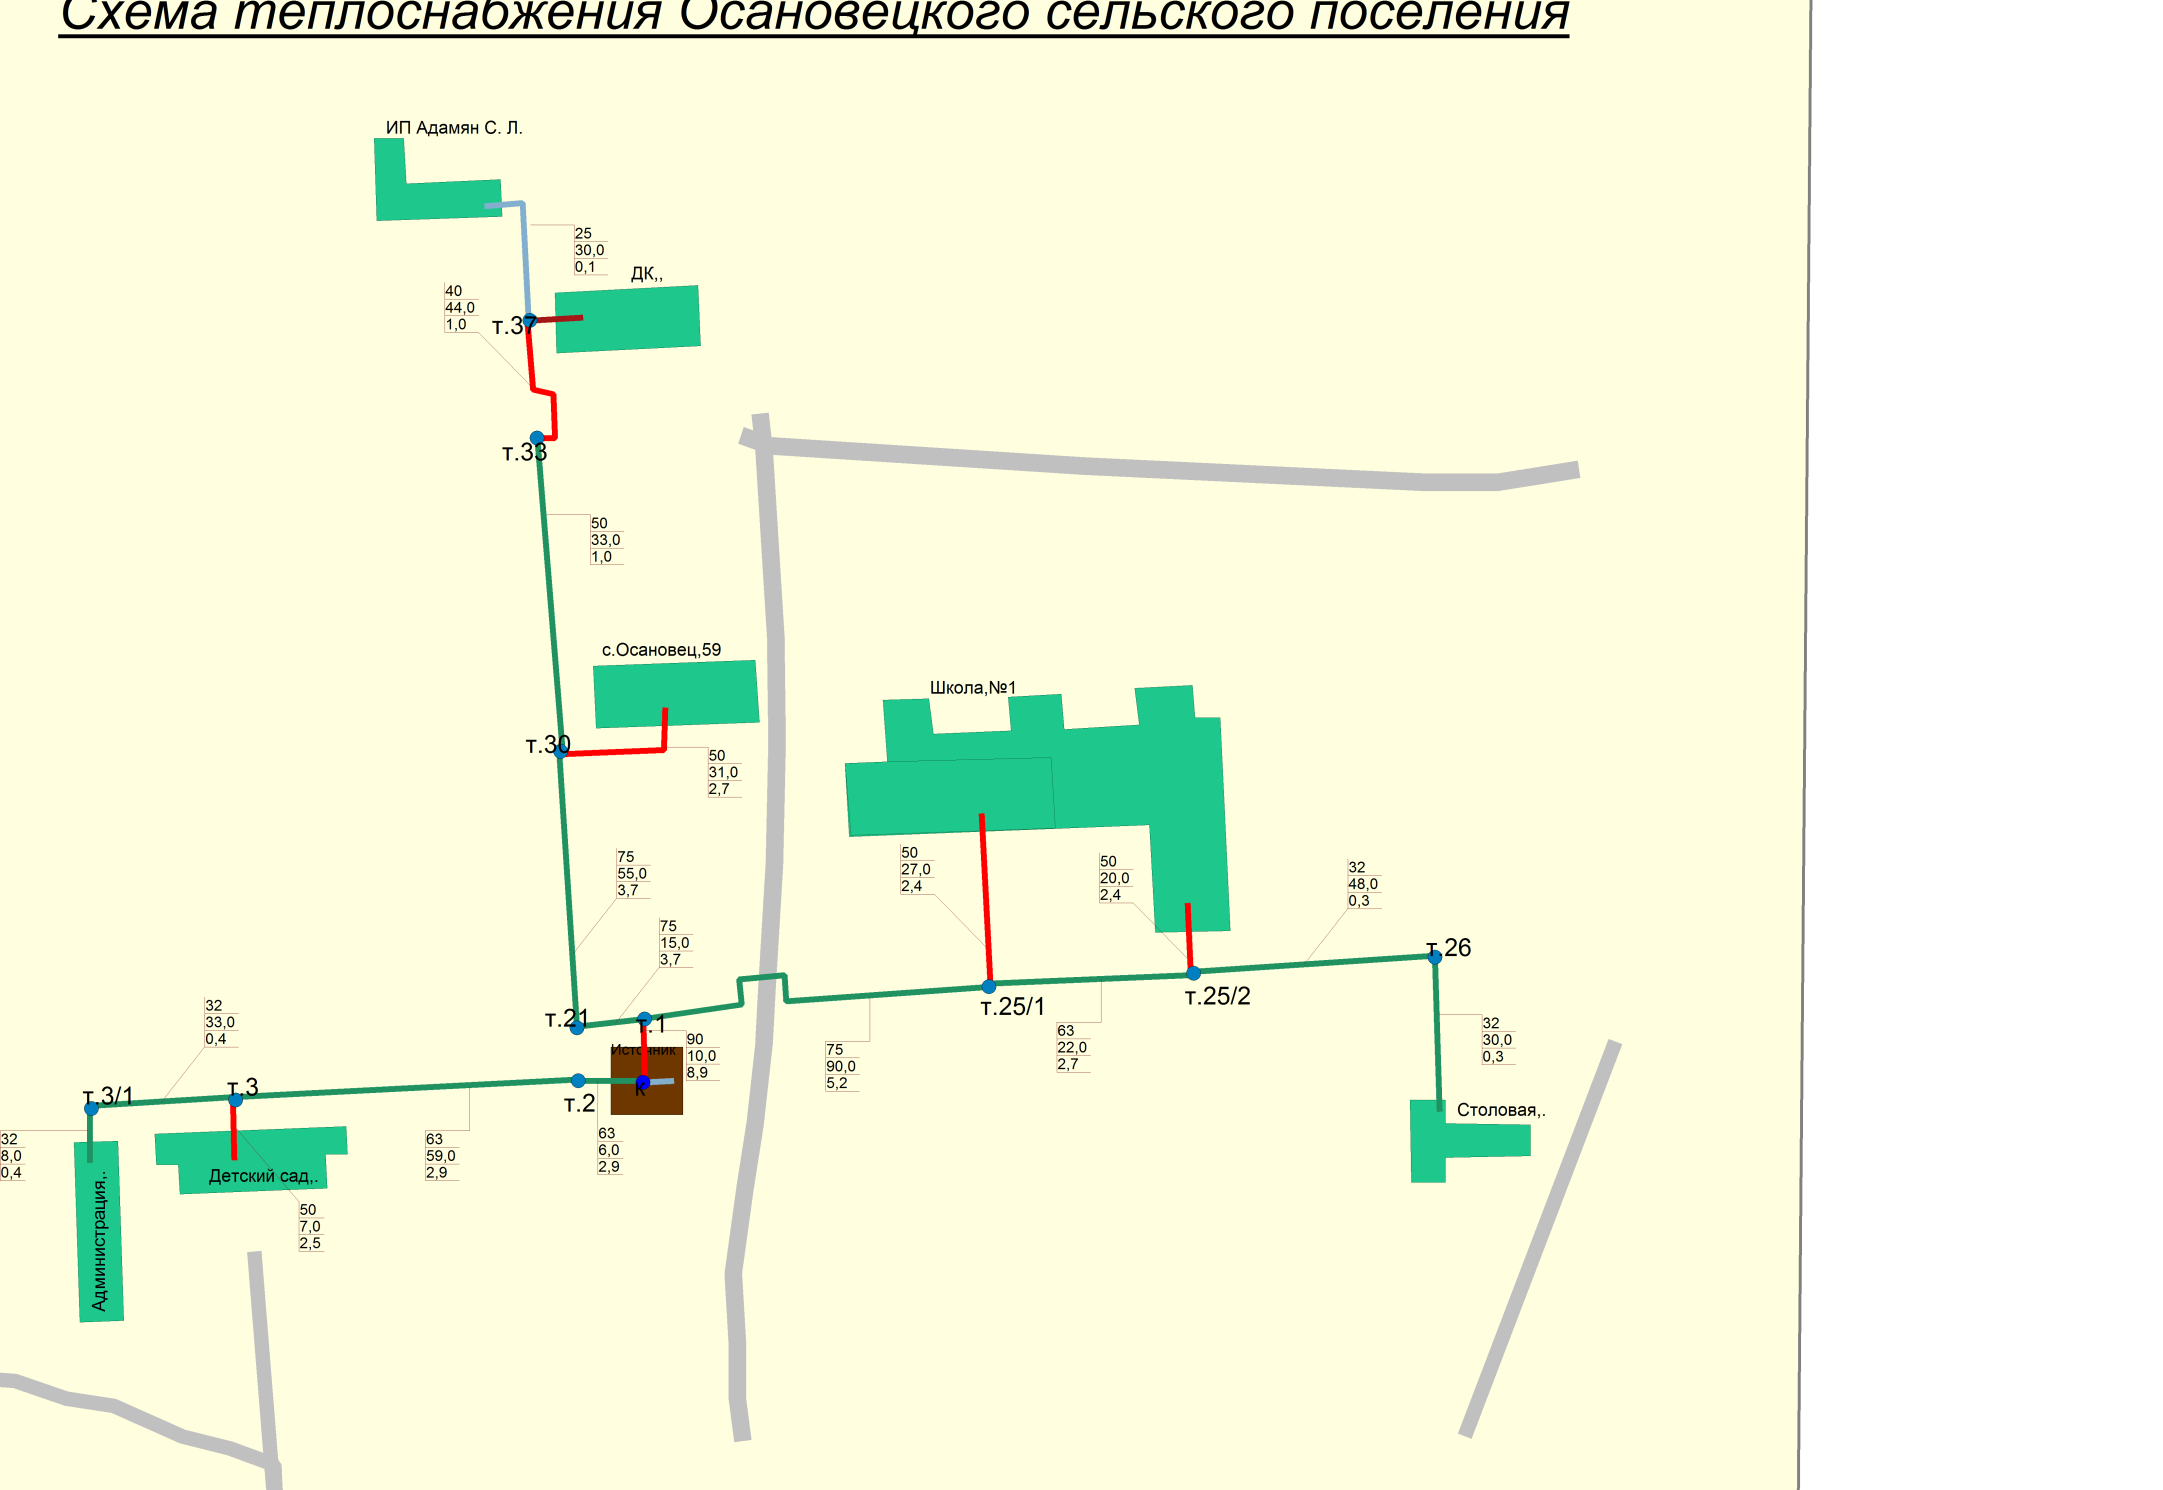 Схема теплоснабжения Осановецкого сельского поселения
ИП Адамян С. Л.
25
30,0
0,1
ДК,,
40
44,0
1,0
т.37
т.33
50
33,0
1,0
с.Осановец,59
т.30
50
31,0
2,7
Школа,№1
75
55,0
3,7
50
27,0
2,4
50
20,0
2,4
32
48,0
0,3
75
15,0
3,7
т.26
т.25/1
т.25/2
т.21
т.1
Источник
90
10,0
8,9
к
32
33,0
0,4
63
22,0
2,7
75
90,0
5,2
32
30,0
0,3
т.3/1
т.3
т.2
Столовая,.
32
8,0
0,4
63
59,0
2,9
63
6,0
2,9
Детский сад,.
Администрация,.
50
7,0
2,5